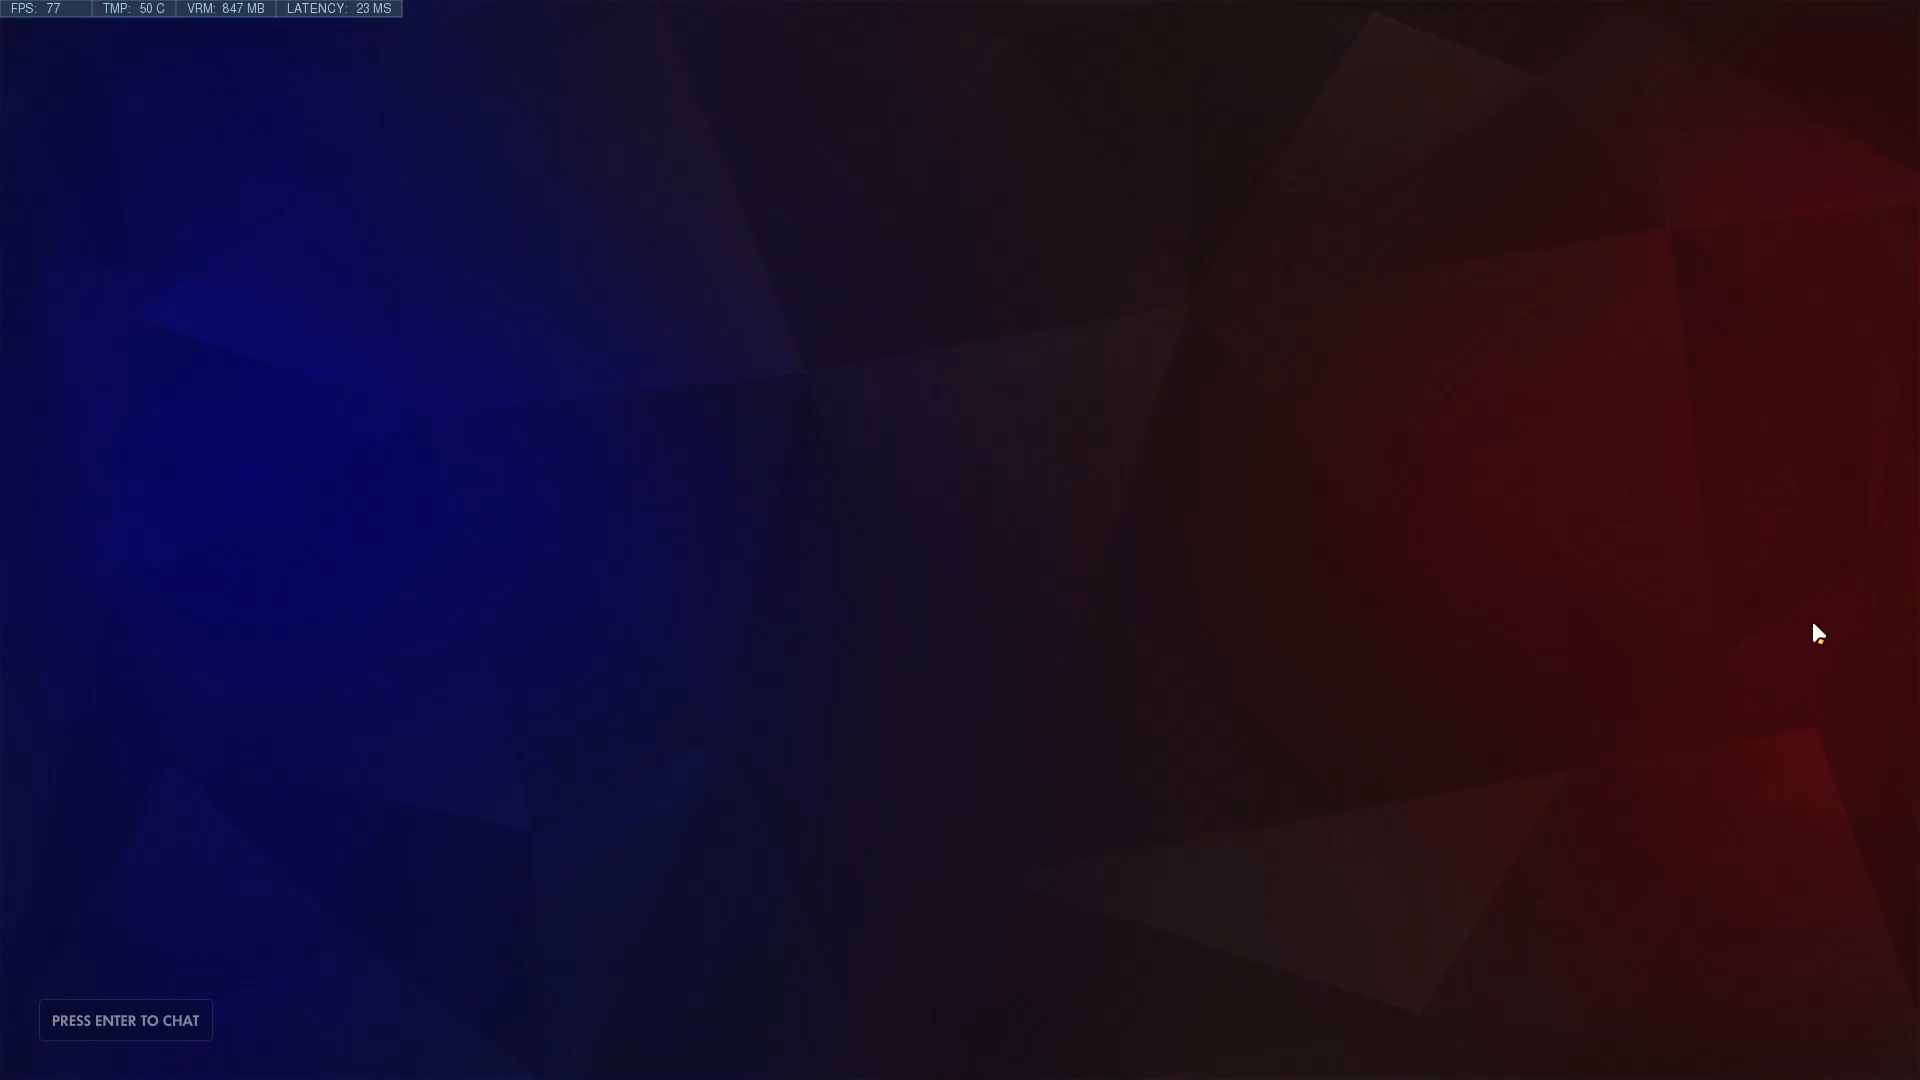 FPS: 77 TMP: 50 C VRM: 847 MB LATENCY: 23 MS
PRESS ENTER TO CHAT